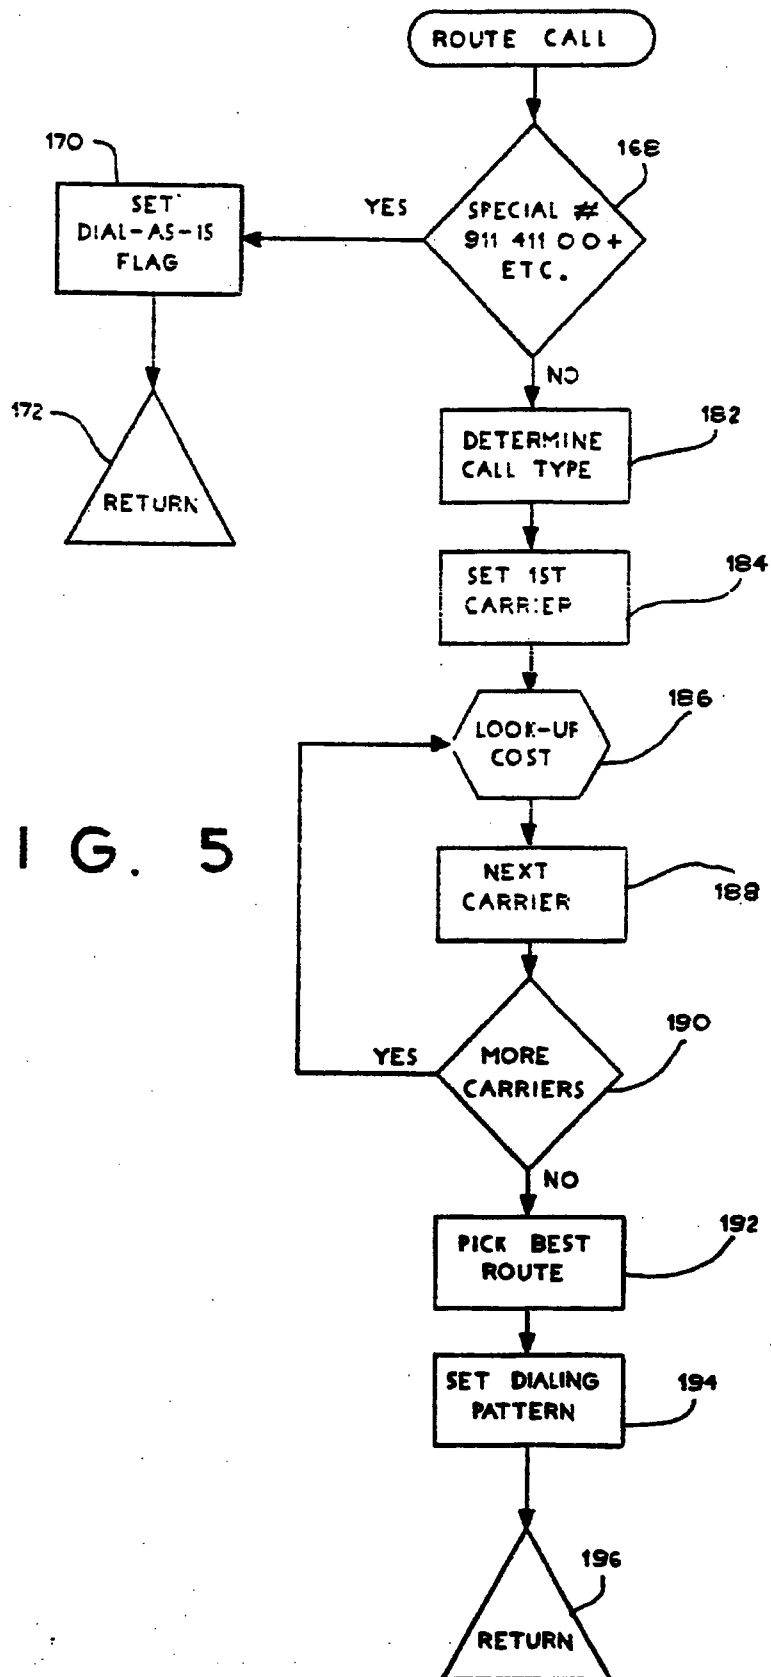 ROUTE CALL
170
168
SET
DIAL-AS-IS
FLAG
YES
SPECIAL #
911 411 00+
ETC.
NO
172
RETURN
182
DETERMINE
CALL TYPE
184
SET 1ST
CARRIER
186
LOOK-UP
COST
I G. 5
NEXT
CARRIER
188
190
YES
MORE
CARRIERS
NO
192
PICK BEST
ROUTE
194
SET DIALING
PATTERN
196
RETURN